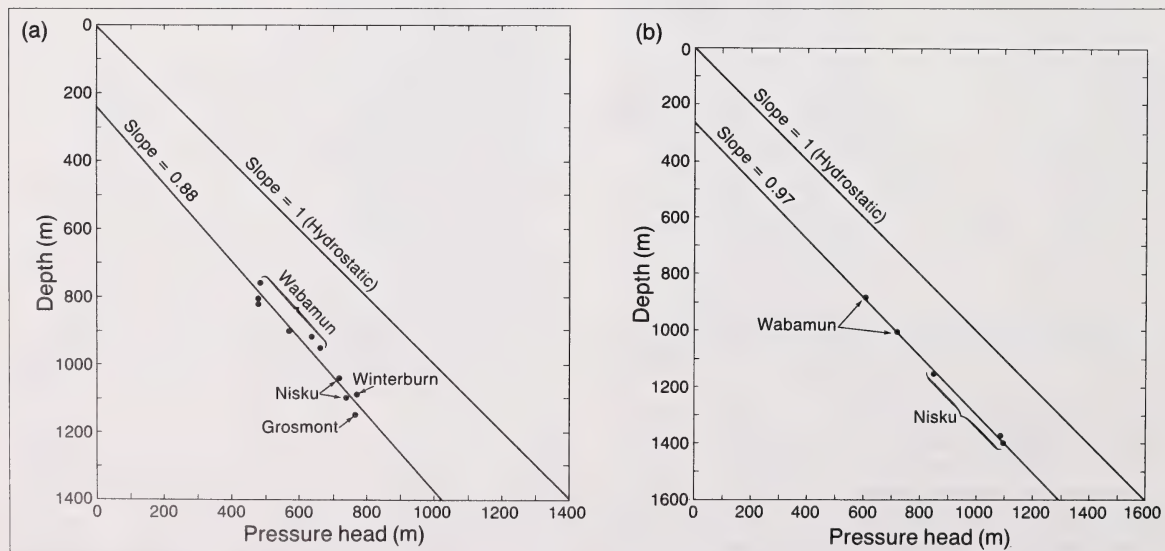 (a)
0
200
400
600
800
1000
1200
1400
Depth (m)
0 200 400 600 800 1000 1200 1400
Pressure head (m)
Slope = 1 (Hydrostatic)
Slope = 0.88
Wabamun
Nisku
Winterburn
Grosmont
(b)
0
200
400
600
800
1000
1200
1400
1600
Depth (m)
0 200 400 600 800 1000 1200 1400 1600
Pressure head (m)
Slope = 1 (Hydrostatic)
Slope = 0.97
Wabamun
Nisku